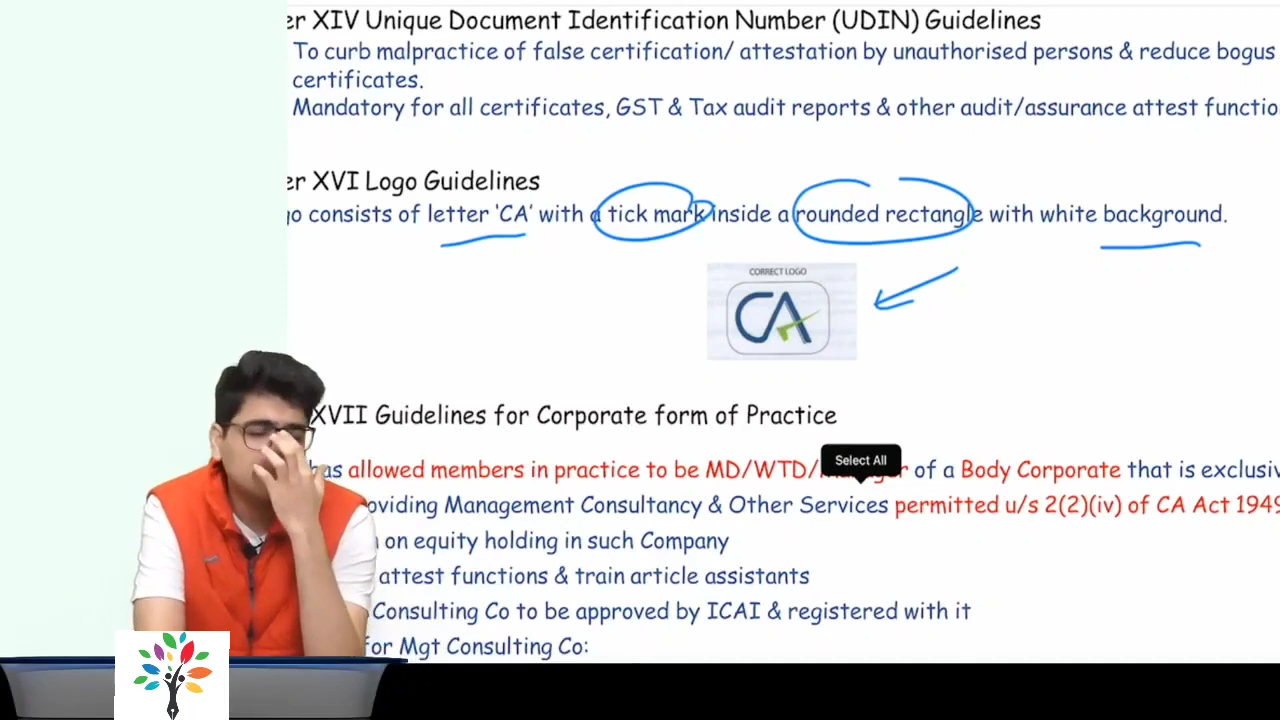 er XIV Unique Document Identification Number (UDIN) Guidelines
To curb malpractice of false certification/ attestation by unauthorised persons & reduce bogus
certificates.
Mandatory for all certificates, GST & Tax audit reports & other audit/assurance attest functio
er XVI Logo Guidelines
go consists of letter 'CA' with a tick mark inside a rounded rectangle with white background.
CORRECT LOGO
CA
XVII Guidelines for Corporate form of Practice
Select All
has allowed members in practice to be MD/WTD/ of a Body Corporate that is exclusiv
oviding Management Consultancy & Other Services permitted u/s 2(2)(iv) of CA Act 1949
on equity holding in such Company
attest functions & train article assistants
Consulting Co to be approved by ICAI & registered with it
for Mgt Consulting Co: